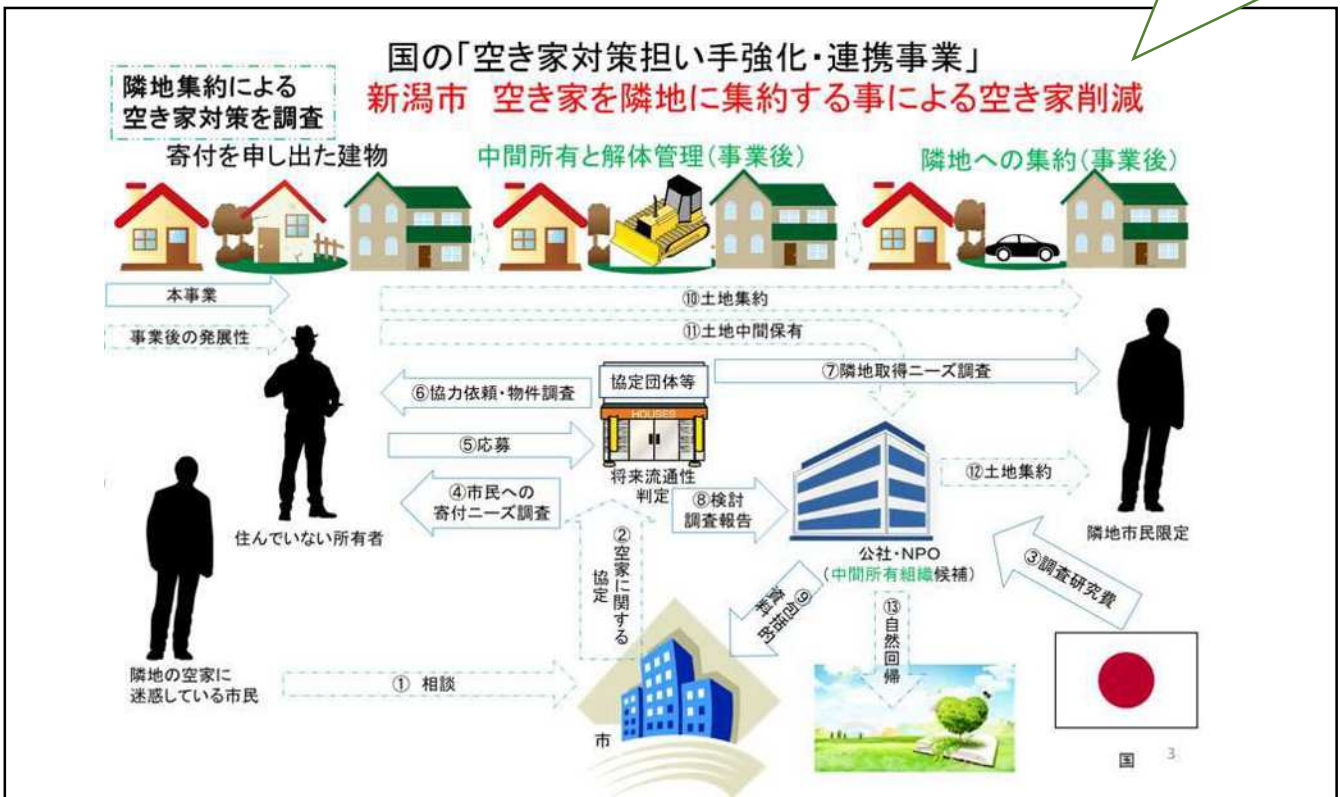 国の「空き家対策担い手強化・連携事業」
新潟市 空き家を隣地に集約する事による空き家削減
隣地集約による
空き家対策を調査
寄付を申し出た建物
中間所有と解体管理(事業後)
隣地への集約(事業後)
本事業
⑩土地集約
事業後の発展性
⑪土地中間保有
協定団体等
⑦隣地取得ニーズ調査
⑥協力依頼・物件調査
HOUSES
⑤応募
将来流通性
判定
④市民への
寄付ニーズ調査
⑧検討
調査報告
⑫土地集約
住んでいない所有者
隣地市民限定
②空家に関する
協定
公社・NPO
(中間所有組織候補)
③調査研究費
⑨包括的
資料
⑬自然回帰
隣地の空家に
迷惑している市民
① 相談
市
国
3